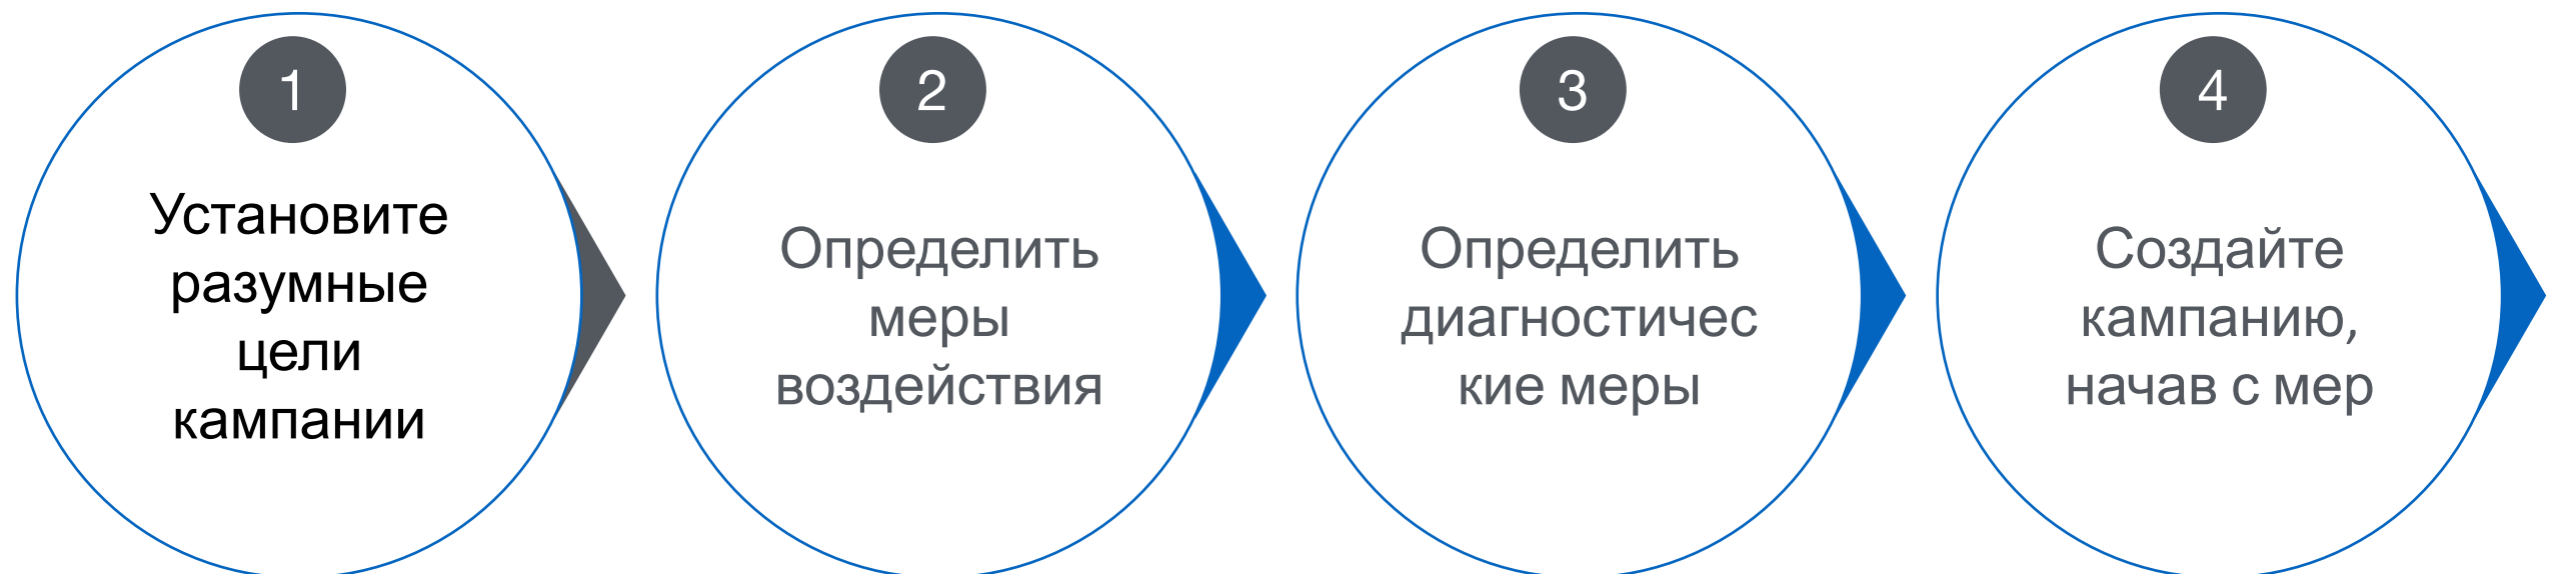 1
Установите
разумные
цели
кампании
2
Определить
меры
воздействия
3
Определить
диагностичес
кие меры
4
Создайте
кампанию,
начав с мер